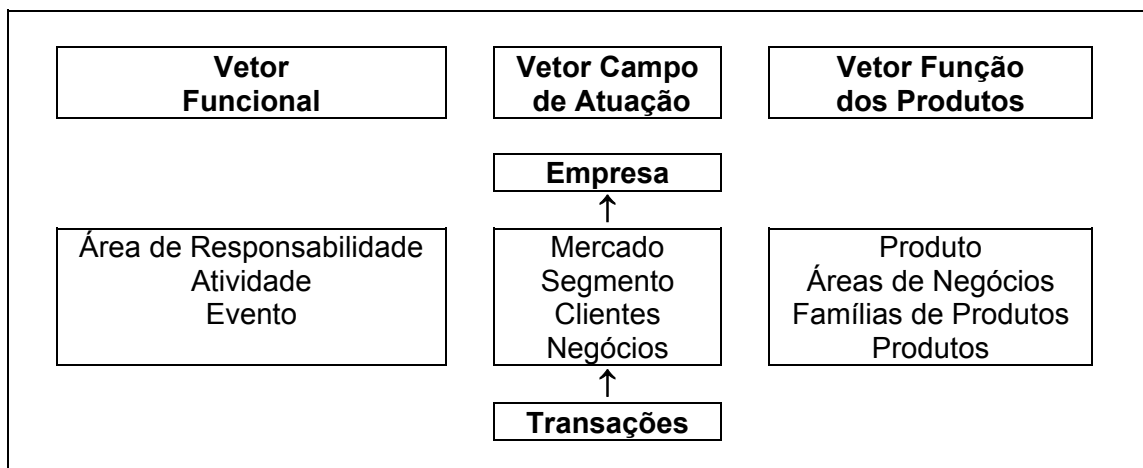 Vetor
Funcional
Vetor Campo
de Atuação
Vetor Função
dos Produtos
Empresa
↑
Área de Responsabilidade
Atividade
Evento
Mercado
Segmento
Clientes
Negócios
Produto
Áreas de Negócios
Famílias de Produtos
Produtos
↑
Transações